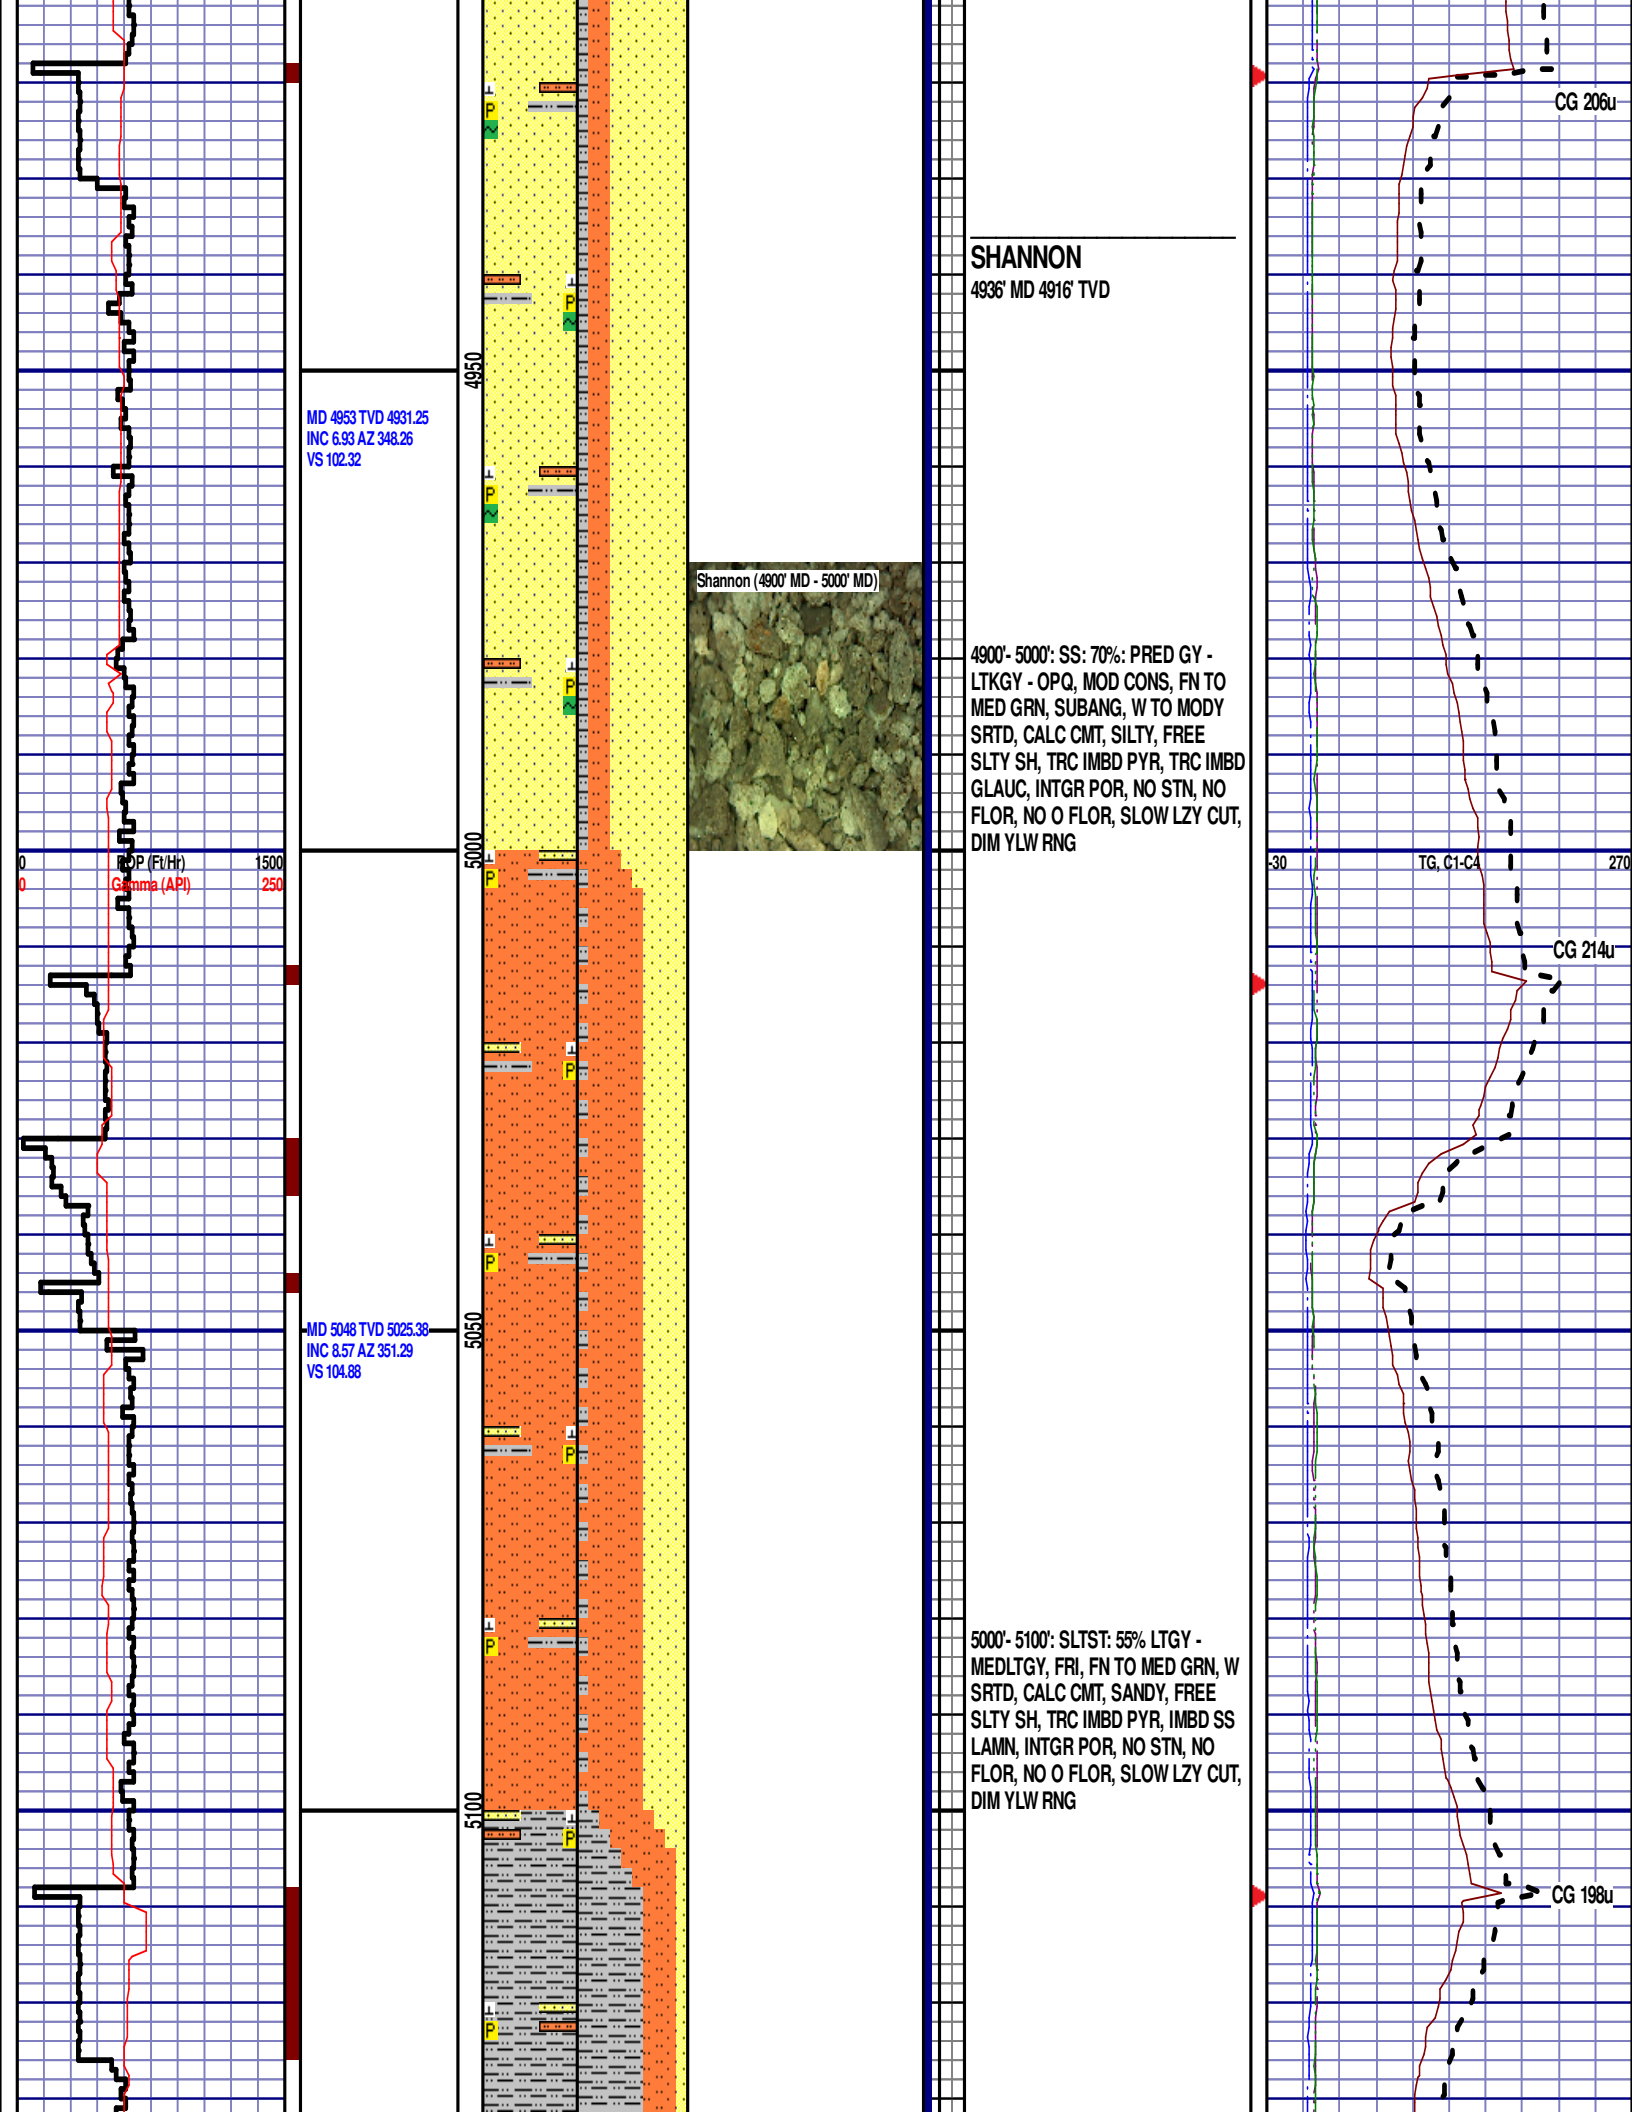 CG 206u
SHANNON
4936' MD 4916' TVD
4950
MD 4953 TVD 4931.25
INC 6.93 AZ 348.26
VS 102.32
P
P
P
P
Shannon (4900' MD - 5000' MD)
4900'- 5000': SS: 70%: PRED GY -
LTKGY - OPQ, MOD CONS, FN TO
MED GRN, SUBANG, W TO MODY
SRTD, CALC CMT, SILTY, FREE
SLTY SH, TRC IMBD PYR, TRC IMBD
GLAUC, INTGR POR, NO STN, NO
FLOR, NO O FLOR, SLOW LZY CUT,
DIM YLW RNG
5000
0 ROP (Ft/Hr) 1500
0 Gamma (API) 250
-30 TG, C1-C4 270
CG 214u
P
P
P
P
P
MD 5048 TVD 5025.38
INC 8.57 AZ 351.29
VS 104.88
5050
5000'- 5100': SLTST: 55% LTGY -
MEDLTGY, FRI, FN TO MED GRN, W
SRTD, CALC CMT, SANDY, FREE
SLTY SH, TRC IMBD PYR, IMBD SS
LAMN, INTGR POR, NO STN, NO
FLOR, NO O FLOR, SLOW LZY CUT,
DIM YLW RNG
5100
CG 198u
P
P